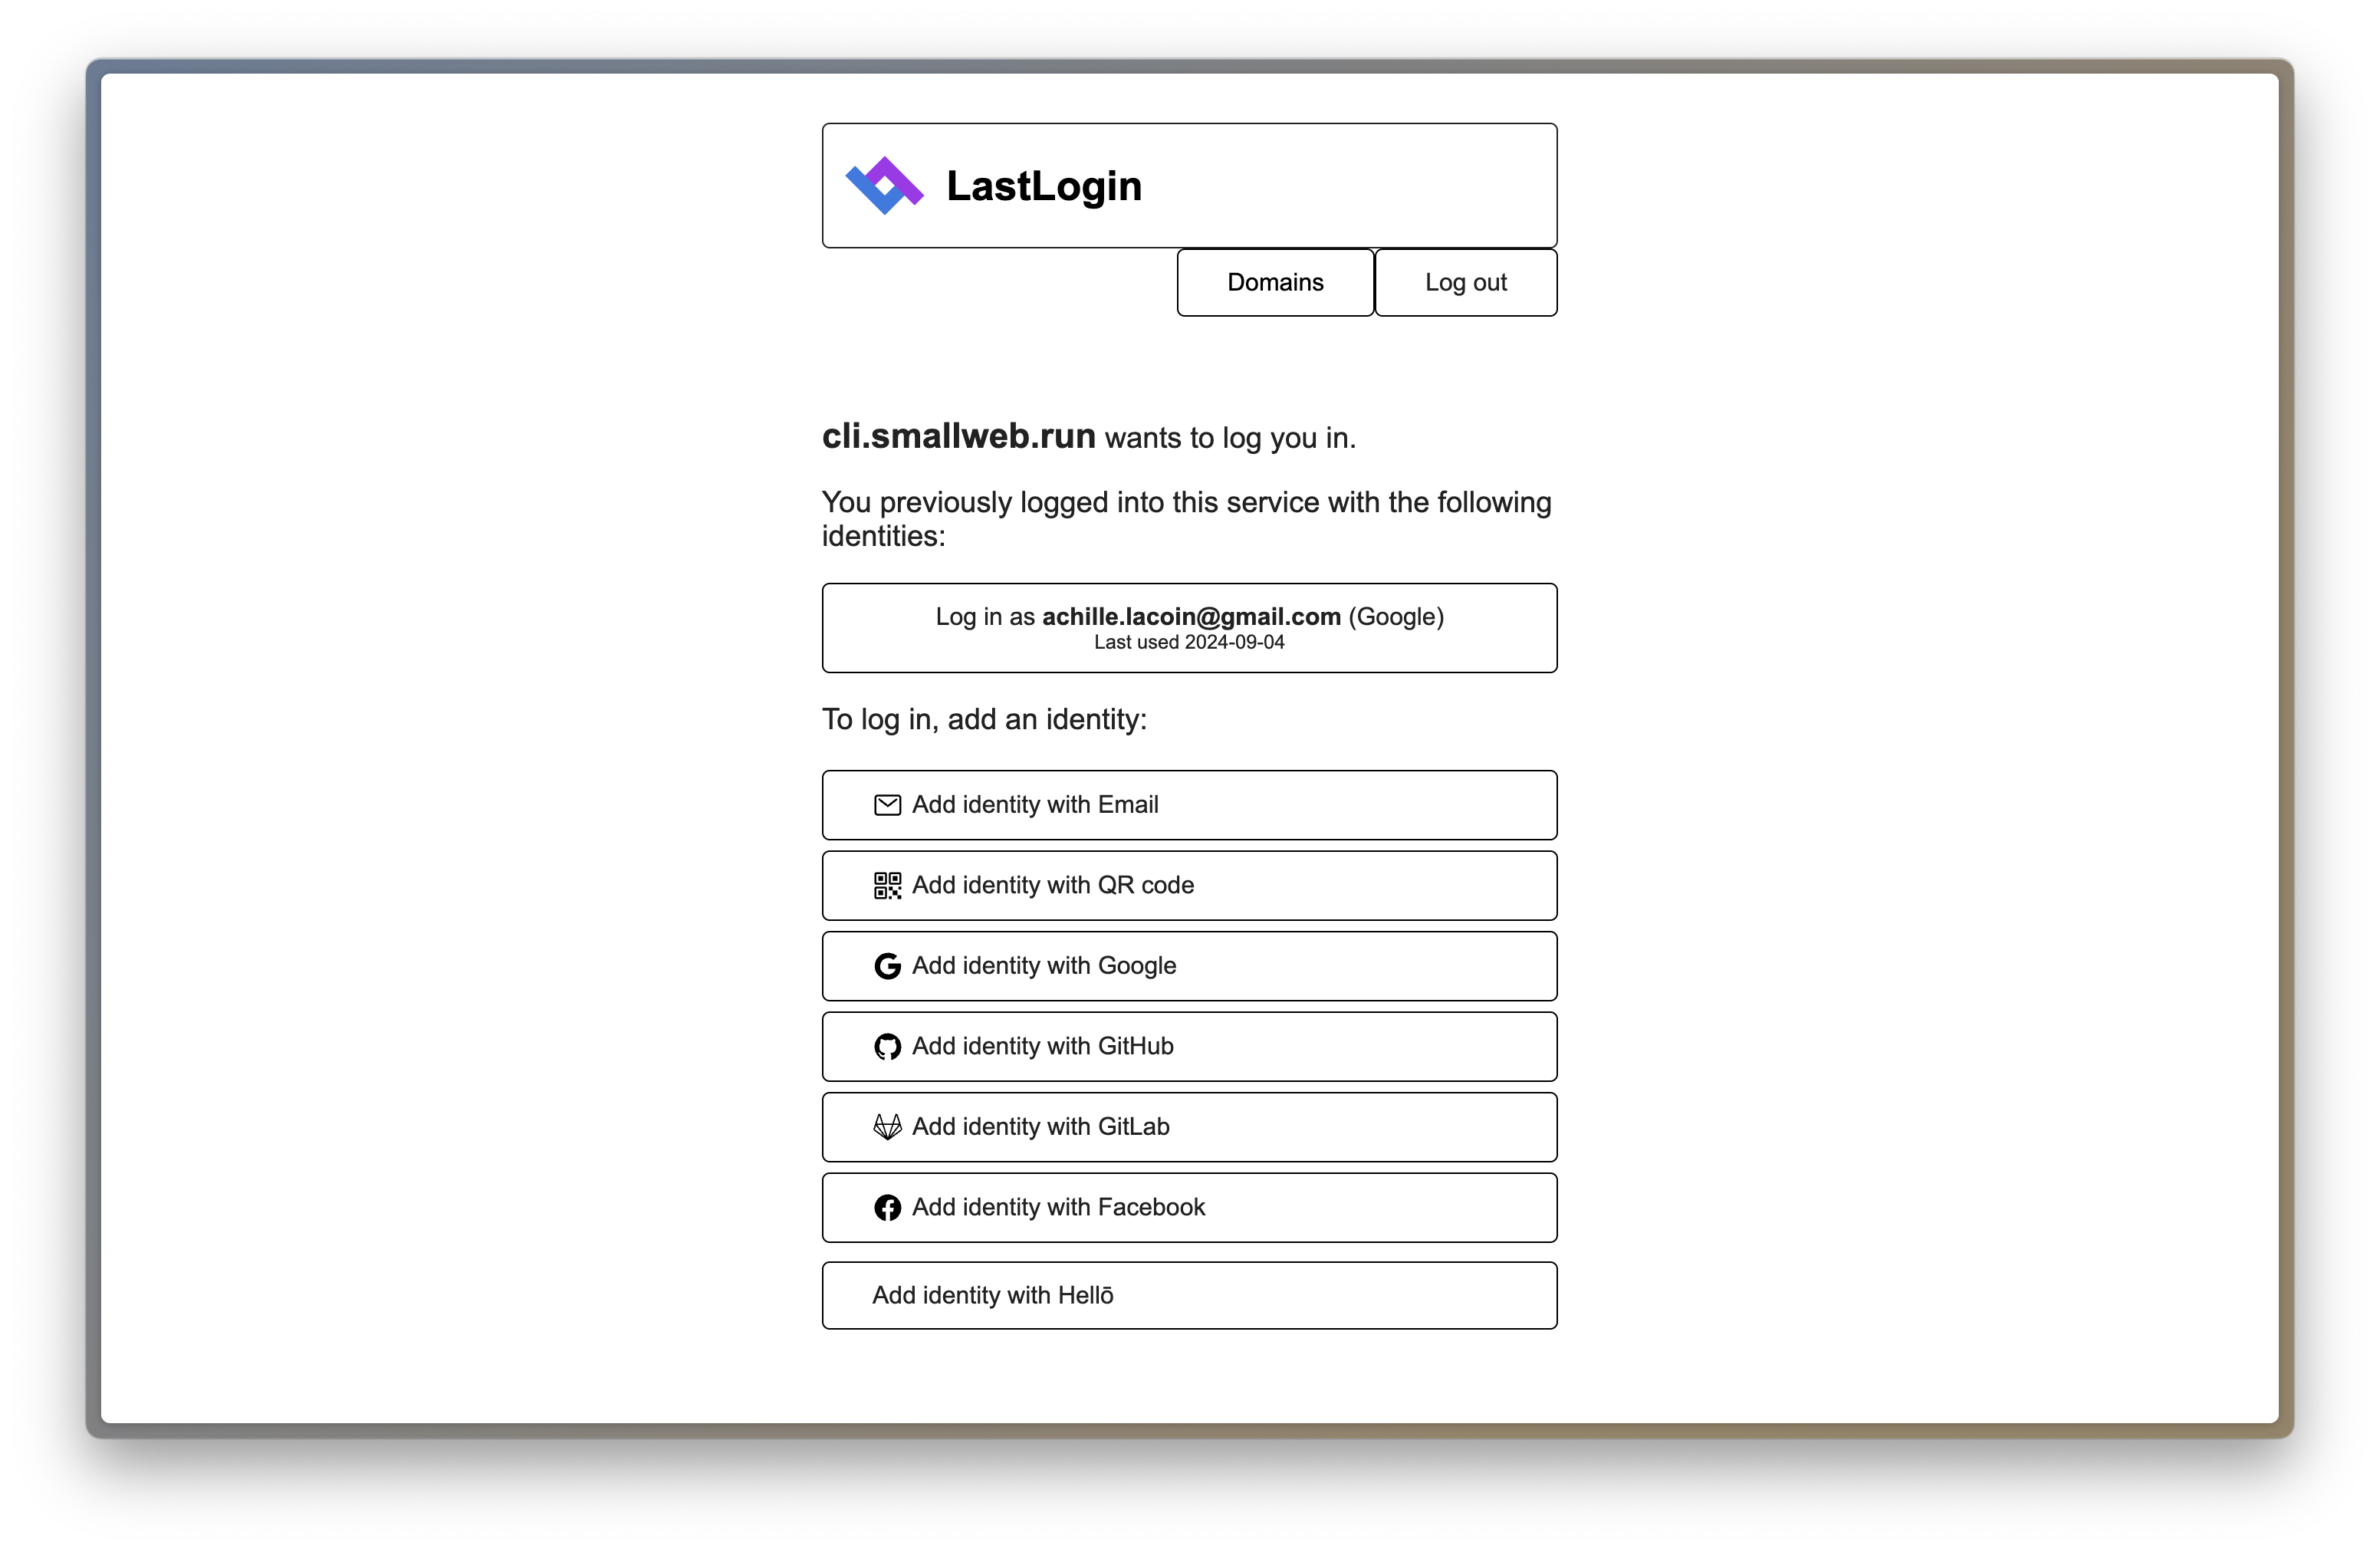 LastLogin
Domains
Log out
cli.smallweb.run wants to log you in.
You previously logged into this service with the following
identities:
Log in as achille.lacoin@gmail.com (Google)
Last used 2024-09-04
To log in, add an identity:
Add identity with Email
Add identity with QR code
Add identity with Google
Add identity with GitHub
Add identity with GitLab
Add identity with Facebook
Add identity with Hellō